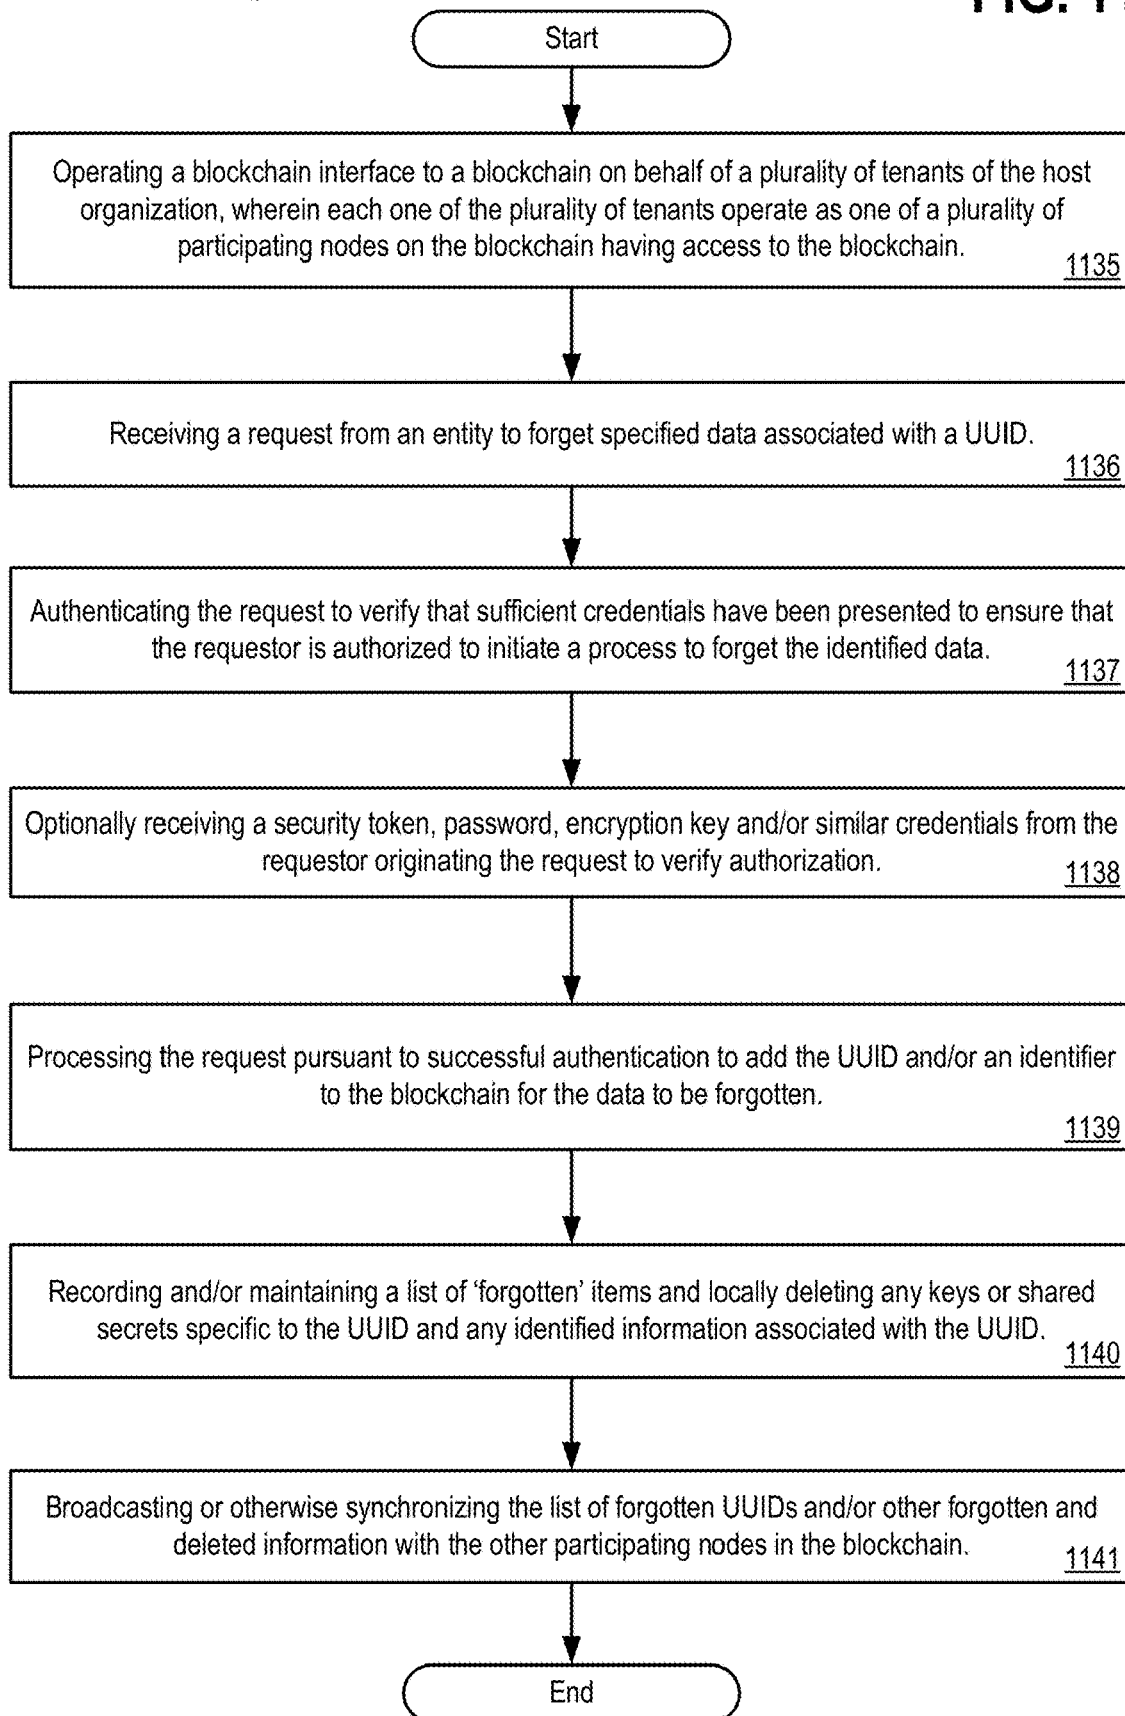 Start
Operating a blockchain interface to a blockchain on behalf of a plurality of tenants of the host
organization, wherein each one of the plurality of tenants operate as one of a plurality of
participating nodes on the blockchain having access to the blockchain.
1135
Receiving a request from an entity to forget specified data associated with a UUID.
1136
Authenticating the request to verify that sufficient credentials have been presented to ensure that
the requestor is authorized to initiate a process to forget the identified data.
1137
Optionally receiving a security token, password, encryption key and/or similar credentials from the
requestor originating the request to verify authorization.
1138
Processing the request pursuant to successful authentication to add the UUID and/or an identifier
to the blockchain for the data to be forgotten.
1139
Recording and/or maintaining a list of ‘forgotten’ items and locally deleting any keys or shared
secrets specific to the UUID and any identified information associated with the UUID.
1140
Broadcasting or otherwise synchronizing the list of forgotten UUIDs and/or other forgotten and
deleted information with the other participating nodes in the blockchain.
1141
End